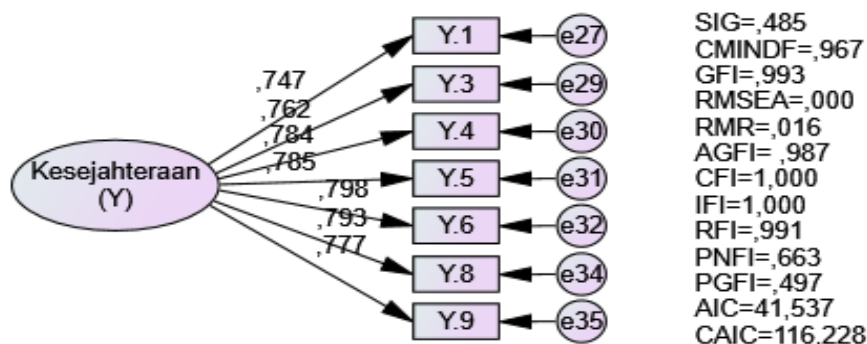 Kesejahteraan
(Y)
,747
,762
,784
,785
,798
,793
,777
Y.1
Y.3
Y.4
Y.5
Y.6
Y.8
Y.9
e27
e29
e30
e31
e32
e34
e35
SIG=,485
CMINDF=,967
GFI=,993
RMSEA=,000
RMR=,016
AGFI= ,987
CFI=1,000
IFI=1,000
RFI=,991
PNFI=,663
PGFI=,497
AIC=41,537
CAIC=116,228